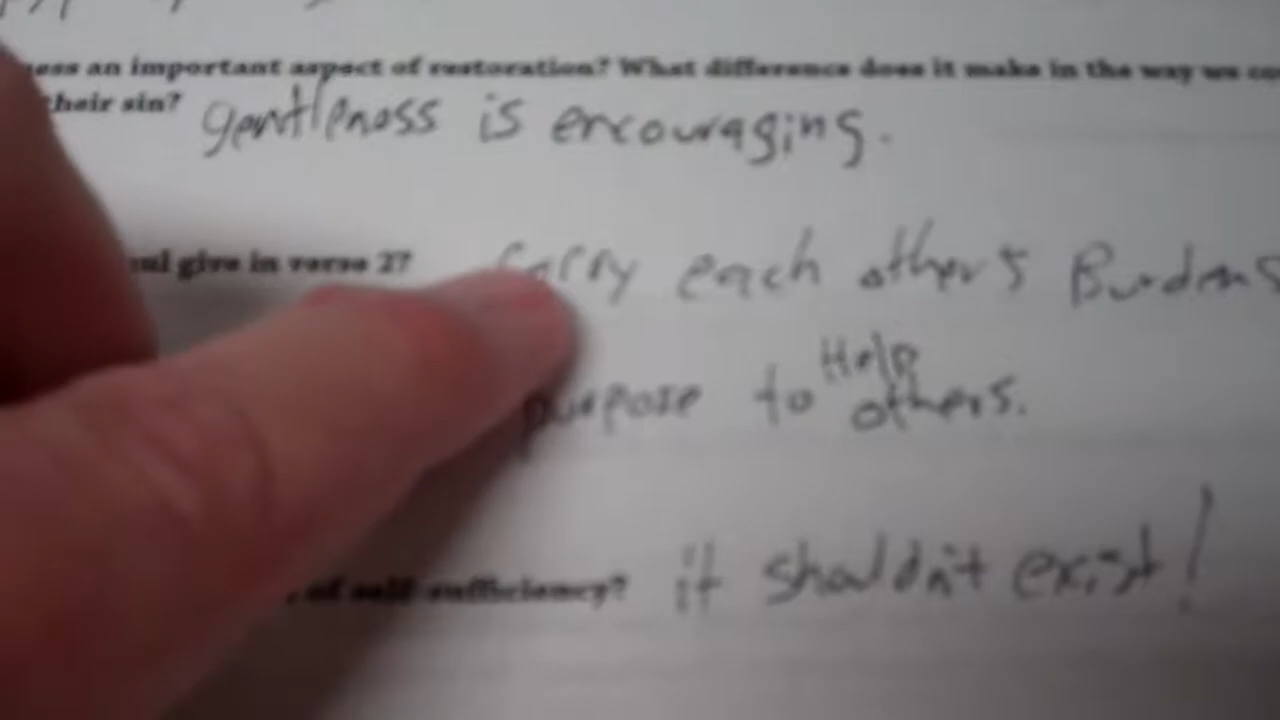 an important aspect of restoration? What difference does it make in the way we
their sin? gentleness is encouraging.
give in verse 2? Carry each other's Burdens
purpose to Help others.
of self-sufficiency? it shouldn't exist!